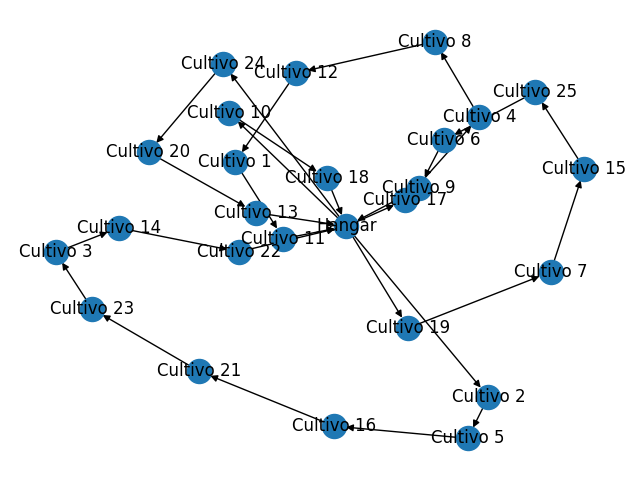 Cultivo 8
Cultivo 24
Cultivo 12
Cultivo 25
Cultivo 10
Cultivo 4
Cultivo 6
Cultivo 20
Cultivo 1
Cultivo 15
Cultivo 18
Cultivo 9
Cultivo 17
Cultivo 13
Hangar
Cultivo 14
Cultivo 11
Cultivo 3
Cultivo 22
Cultivo 7
Cultivo 23
Cultivo 19
Cultivo 21
Cultivo 2
Cultivo 16
Cultivo 5